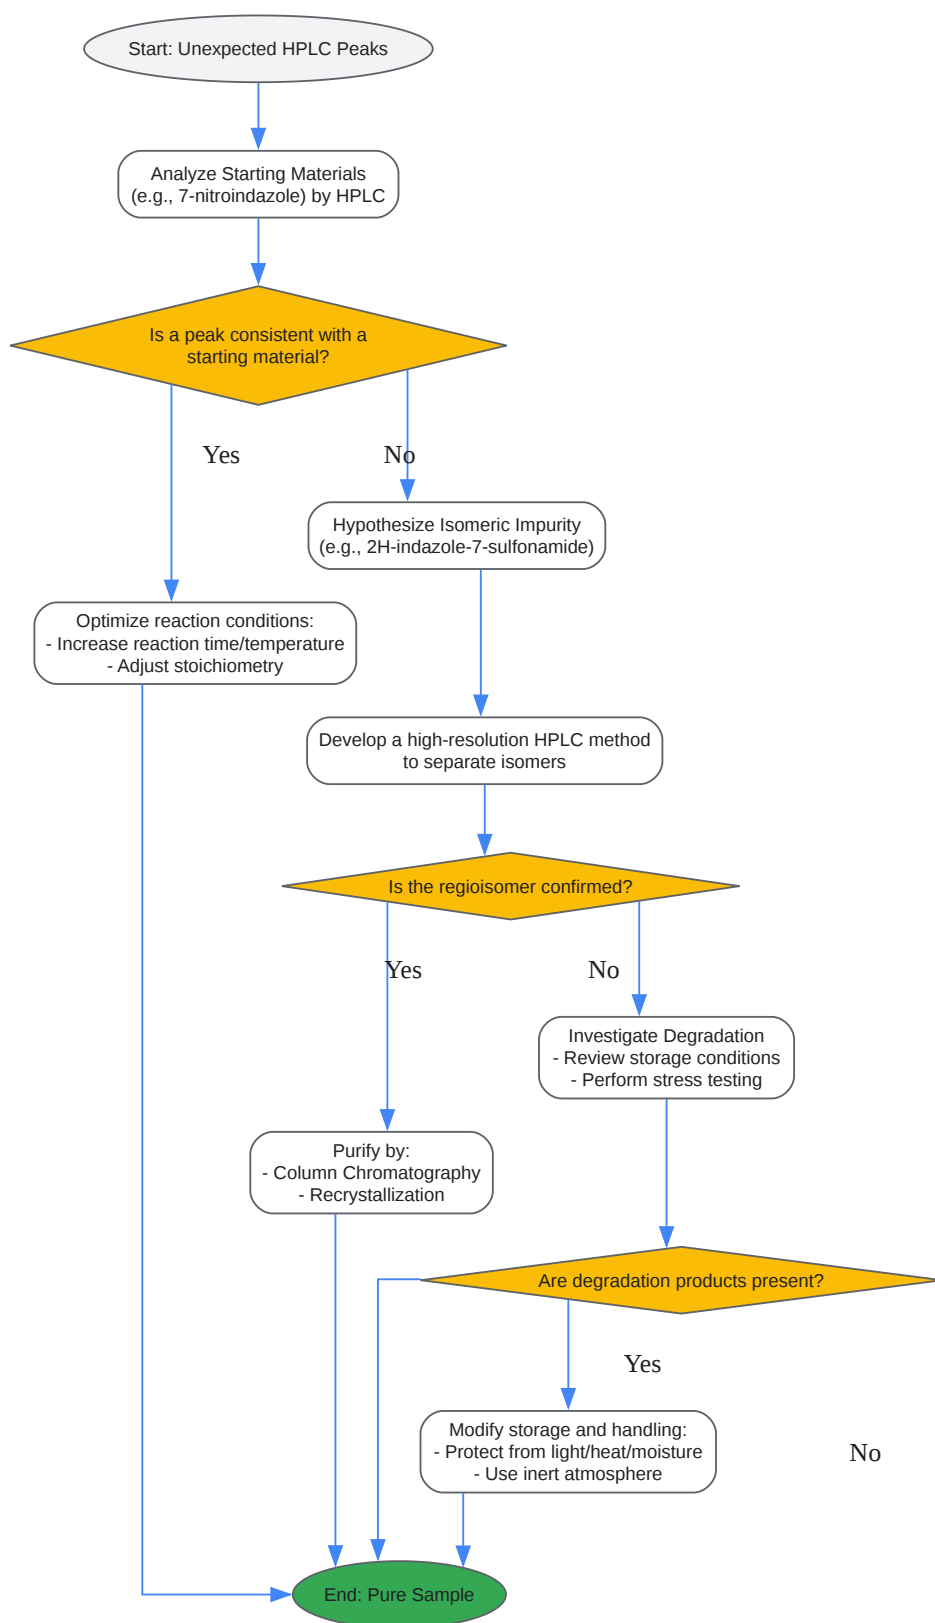 Start: Unexpected HPLC Peaks
Analyze Starting Materials
(e.g., 7-nitroindazole) by HPLC
Is a peak consistent with a
starting material?
Yes
No
Hypothesize Isomeric Impurity
(e.g., 2H-indazole-7-sulfonamide)
Optimize reaction conditions:
- Increase reaction time/temperature
- Adjust stoichiometry
Develop a high-resolution HPLC method
to separate isomers
Is the regioisomer confirmed?
Yes
No
Investigate Degradation
- Review storage conditions
- Perform stress testing
Purify by:
- Column Chromatography
- Recrystallization
Are degradation products present?
Yes
Modify storage and handling:
- Protect from light/heat/moisture
- Use inert atmosphere
No
End: Pure Sample